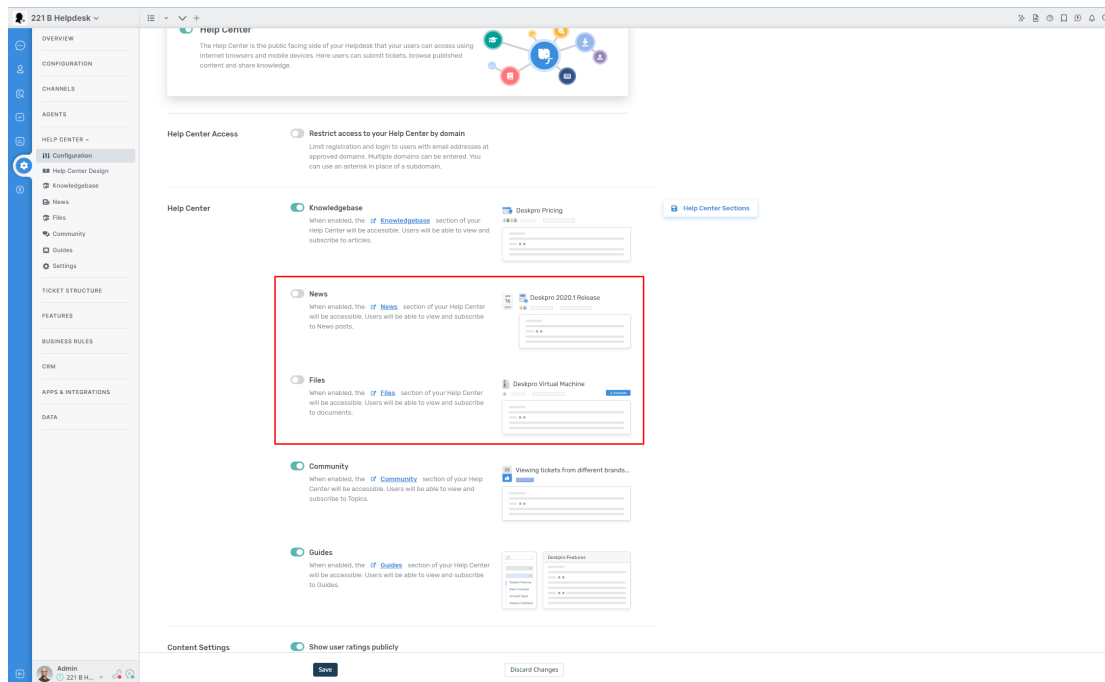 221 B Helpdesk
OVERVIEW
CONFIGURATION
CHANNELS
AGENTS
HELP CENTER
Configuration
Help Center Design
Knowledgebase
News
Files
Community
Guides
Settings
TICKET STRUCTURE
FEATURES
BUSINESS RULES
CRM
APPS & INTEGRATIONS
DATA
Admin
221 B H...
Help Center
The Help Center is the public facing side of your Helpdesk that your users can access using
internet browsers and mobile devices. Here users can submit tickets, browse published
content and share knowledge.
Help Center Access
Restrict access to your Help Center by domain
Limit registration and login to users with email addresses at
approved domains. Multiple domains can be entered. You
can use an asterisk in place of a subdomain.
Help Center
Knowledgebase
When enabled, the Knowledgebase section of your
Help Center will be accessible. Users will be able to view and
subscribe to articles.
Deskpro Pricing
Help Center Sections
News
When enabled, the News section of your Help Center
will be accessible. Users will be able to view and subscribe
to News posts.
16
Deskpro 2020.1 Release
Files
When enabled, the Files section of your Help Center
will be accessible. Users will be able to view and subscribe
to documents.
Deskpro Virtual Machine
Community
When enabled, the Community section of your Help
Center will be accessible. Users will be able to view and
subscribe to Topics.
Viewing tickets from different brands...
Guides
When enabled, the Guides section of your Help Center
will be accessible. Users will be able to view and subscribe
to Guides.
Deskpro Features
Content Settings
Show user ratings publicly
Save
Discard Changes